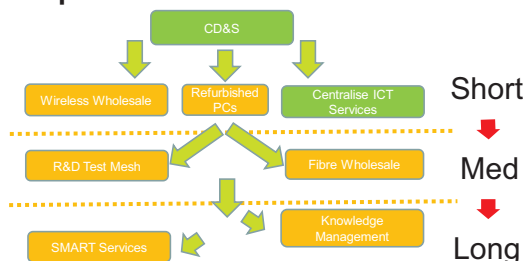 CD&S
Wireless Wholesale
Refurbished
PCs
Centralise ICT
Services
Short
R&D Test Mesh
Fibre Wholesale
Med
Knowledge
Management
SMART Services
Long